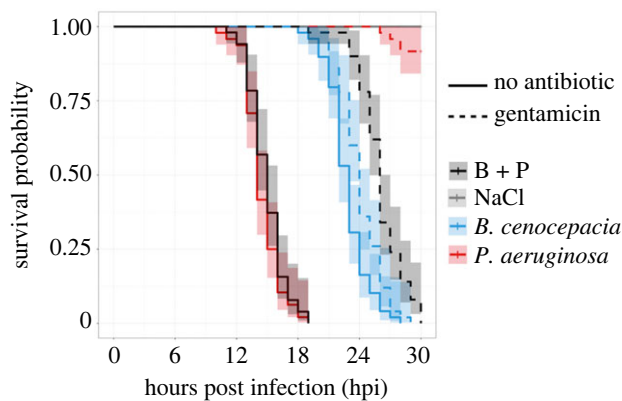 1.00
0.75
0.50
0.25
0
survival probability
0 6 12 18 24 30
hours post infection (hpi)
no antibiotic
gentamicin
B + P
NaCl
B. cenocepacia
P. aeruginosa